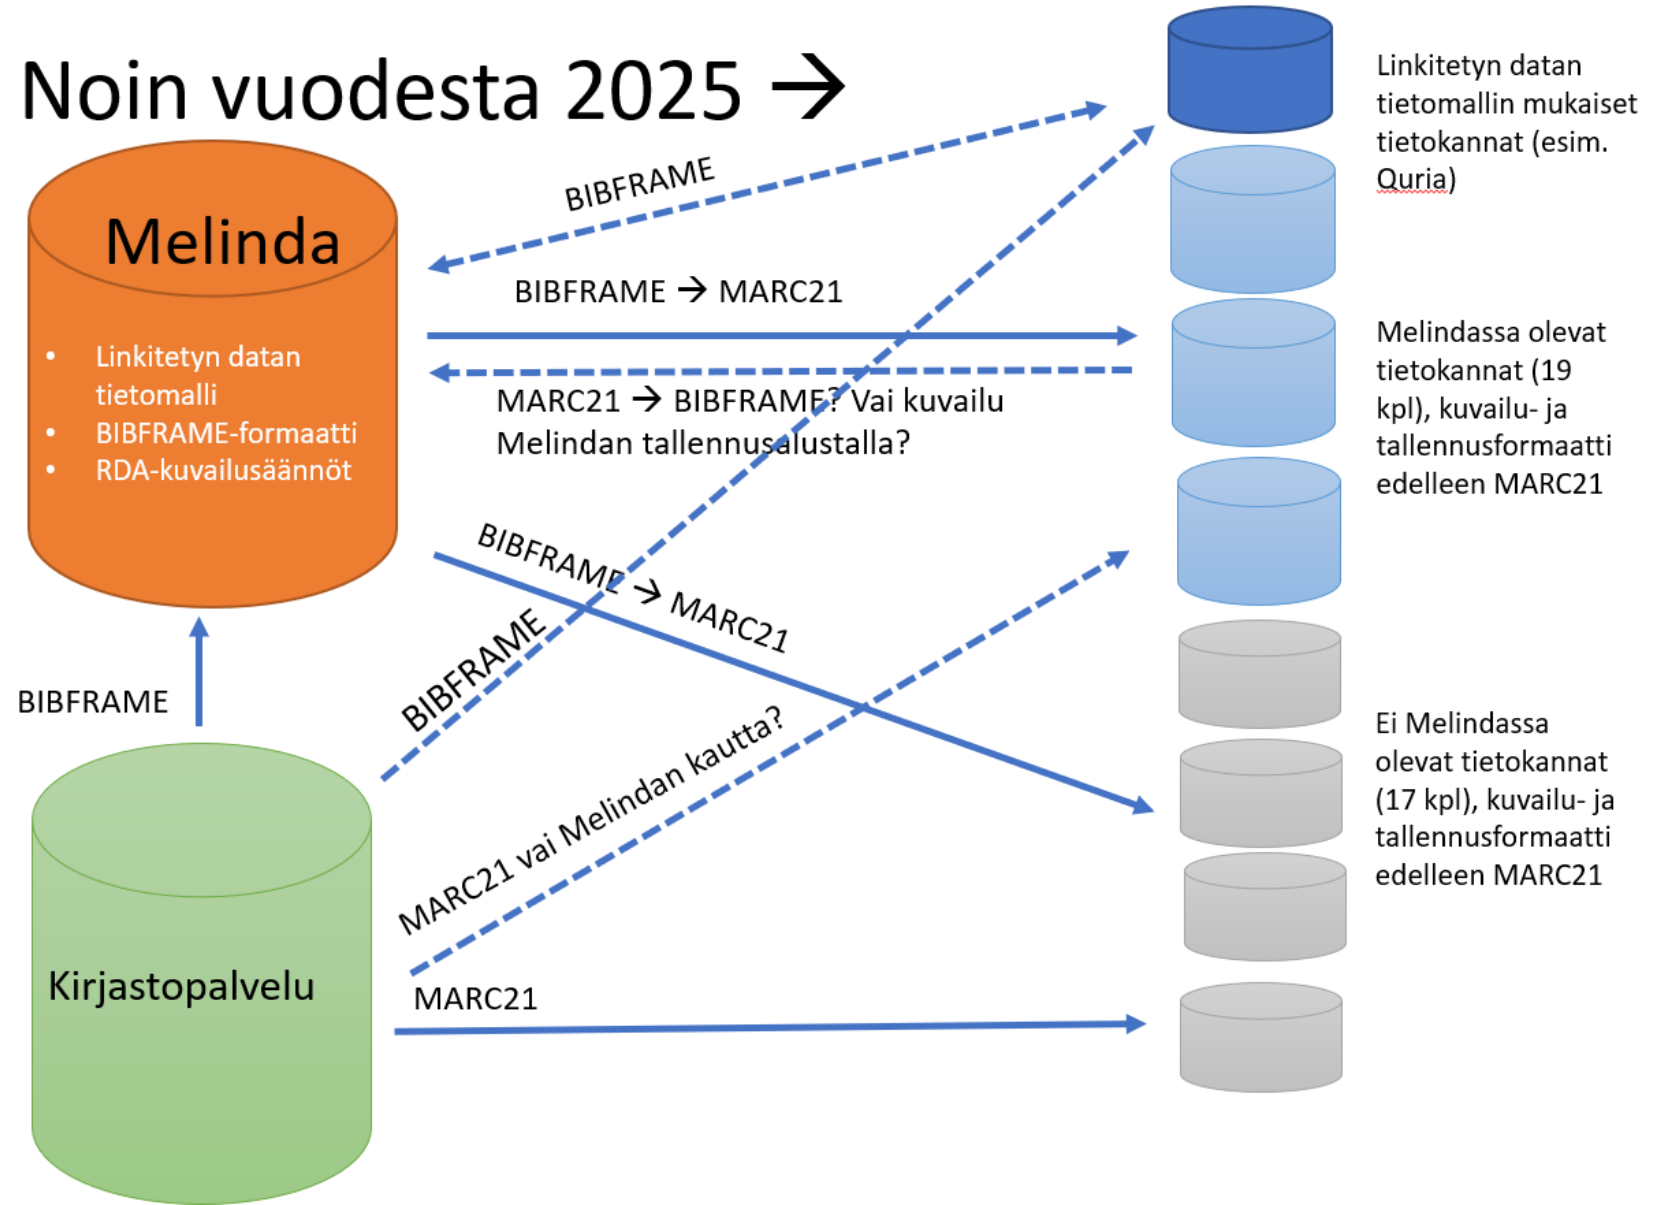 Noin vuodesta 2025 →
Linkitetyn datan
tietomallin mukaiset
tietokannat (esim.
Quria)
Melinda
• Linkitetyn datan
tietomalli
• BIBFRAME-formaatti
• RDA-kuvailusäännöt
BIBFRAME
BIBFRAME → MARC21
MARC21 → BIBFRAME? Vai kuvailu
Melindan tallennusalustalla?
Melindassa olevat
tietokannat (19
kpl), kuvailu- ja
tallennusformaatti
edelleen MARC21
BIBFRAME → MARC21
BIBFRAME
BIBFRAME
MARC21 vai Melindan kautta?
Ei Melindassa
olevat tietokannat
(17 kpl), kuvailu- ja
tallennusformaatti
edelleen MARC21
Kirjastopalvelu
MARC21